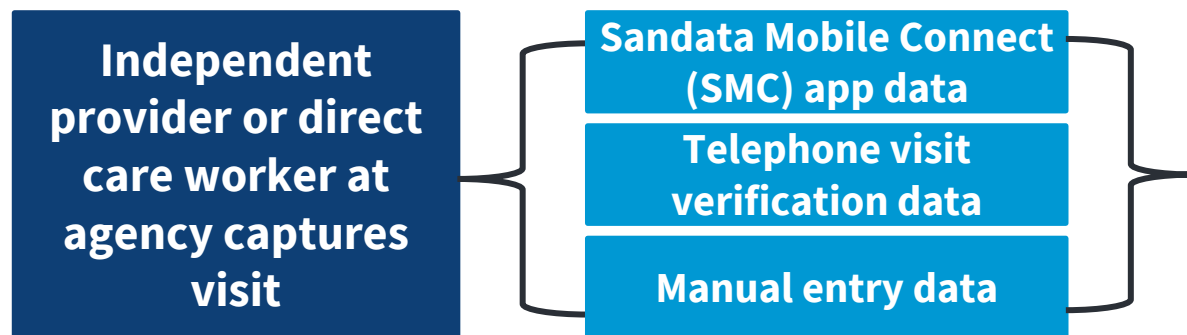 Independent
provider or direct
care worker at
agency captures
visit
Sandata Mobile Connect
(SMC) app data
Telephone visit
verification data
Manual entry data